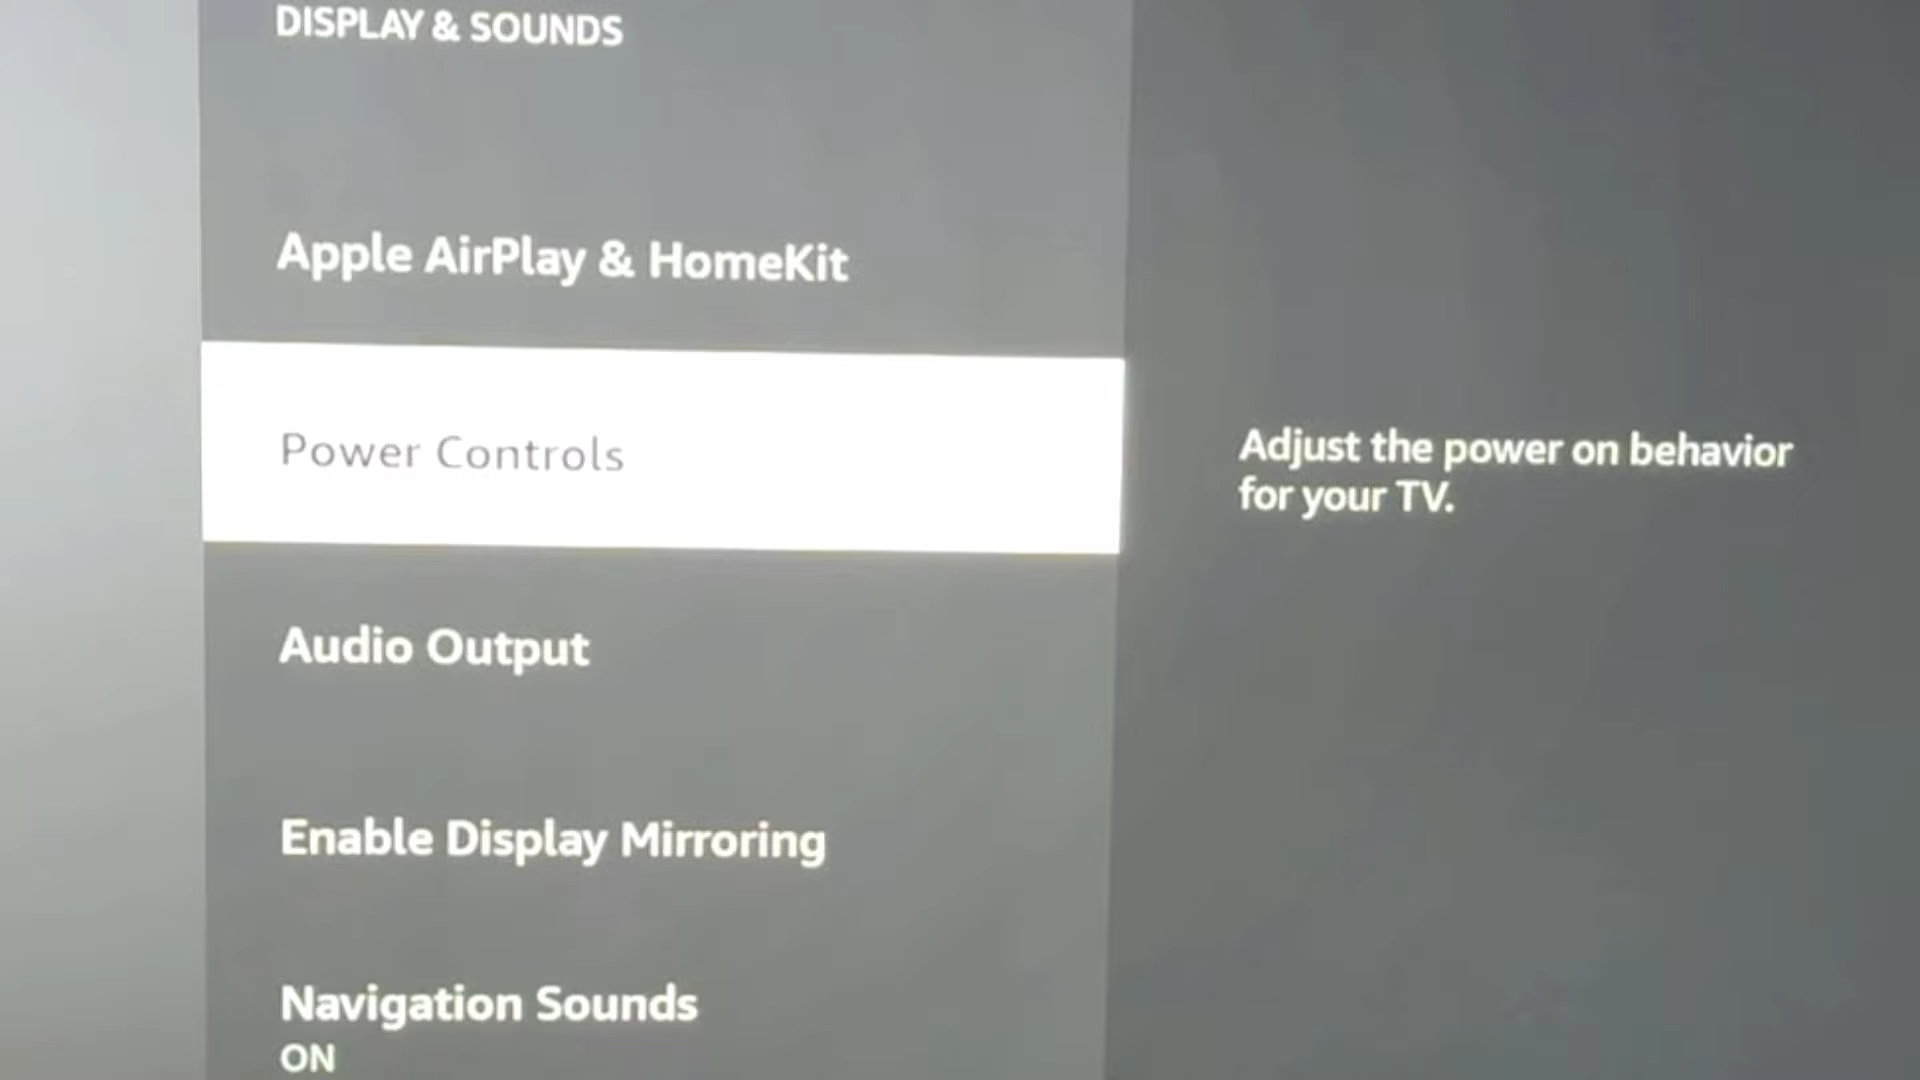 DISPLAY & SOUNDS
Apple AirPlay & HomeKit
Power Controls
Adjust the power on behavior
for your TV.
Audio Output
Enable Display Mirroring
Navigation Sounds
ON